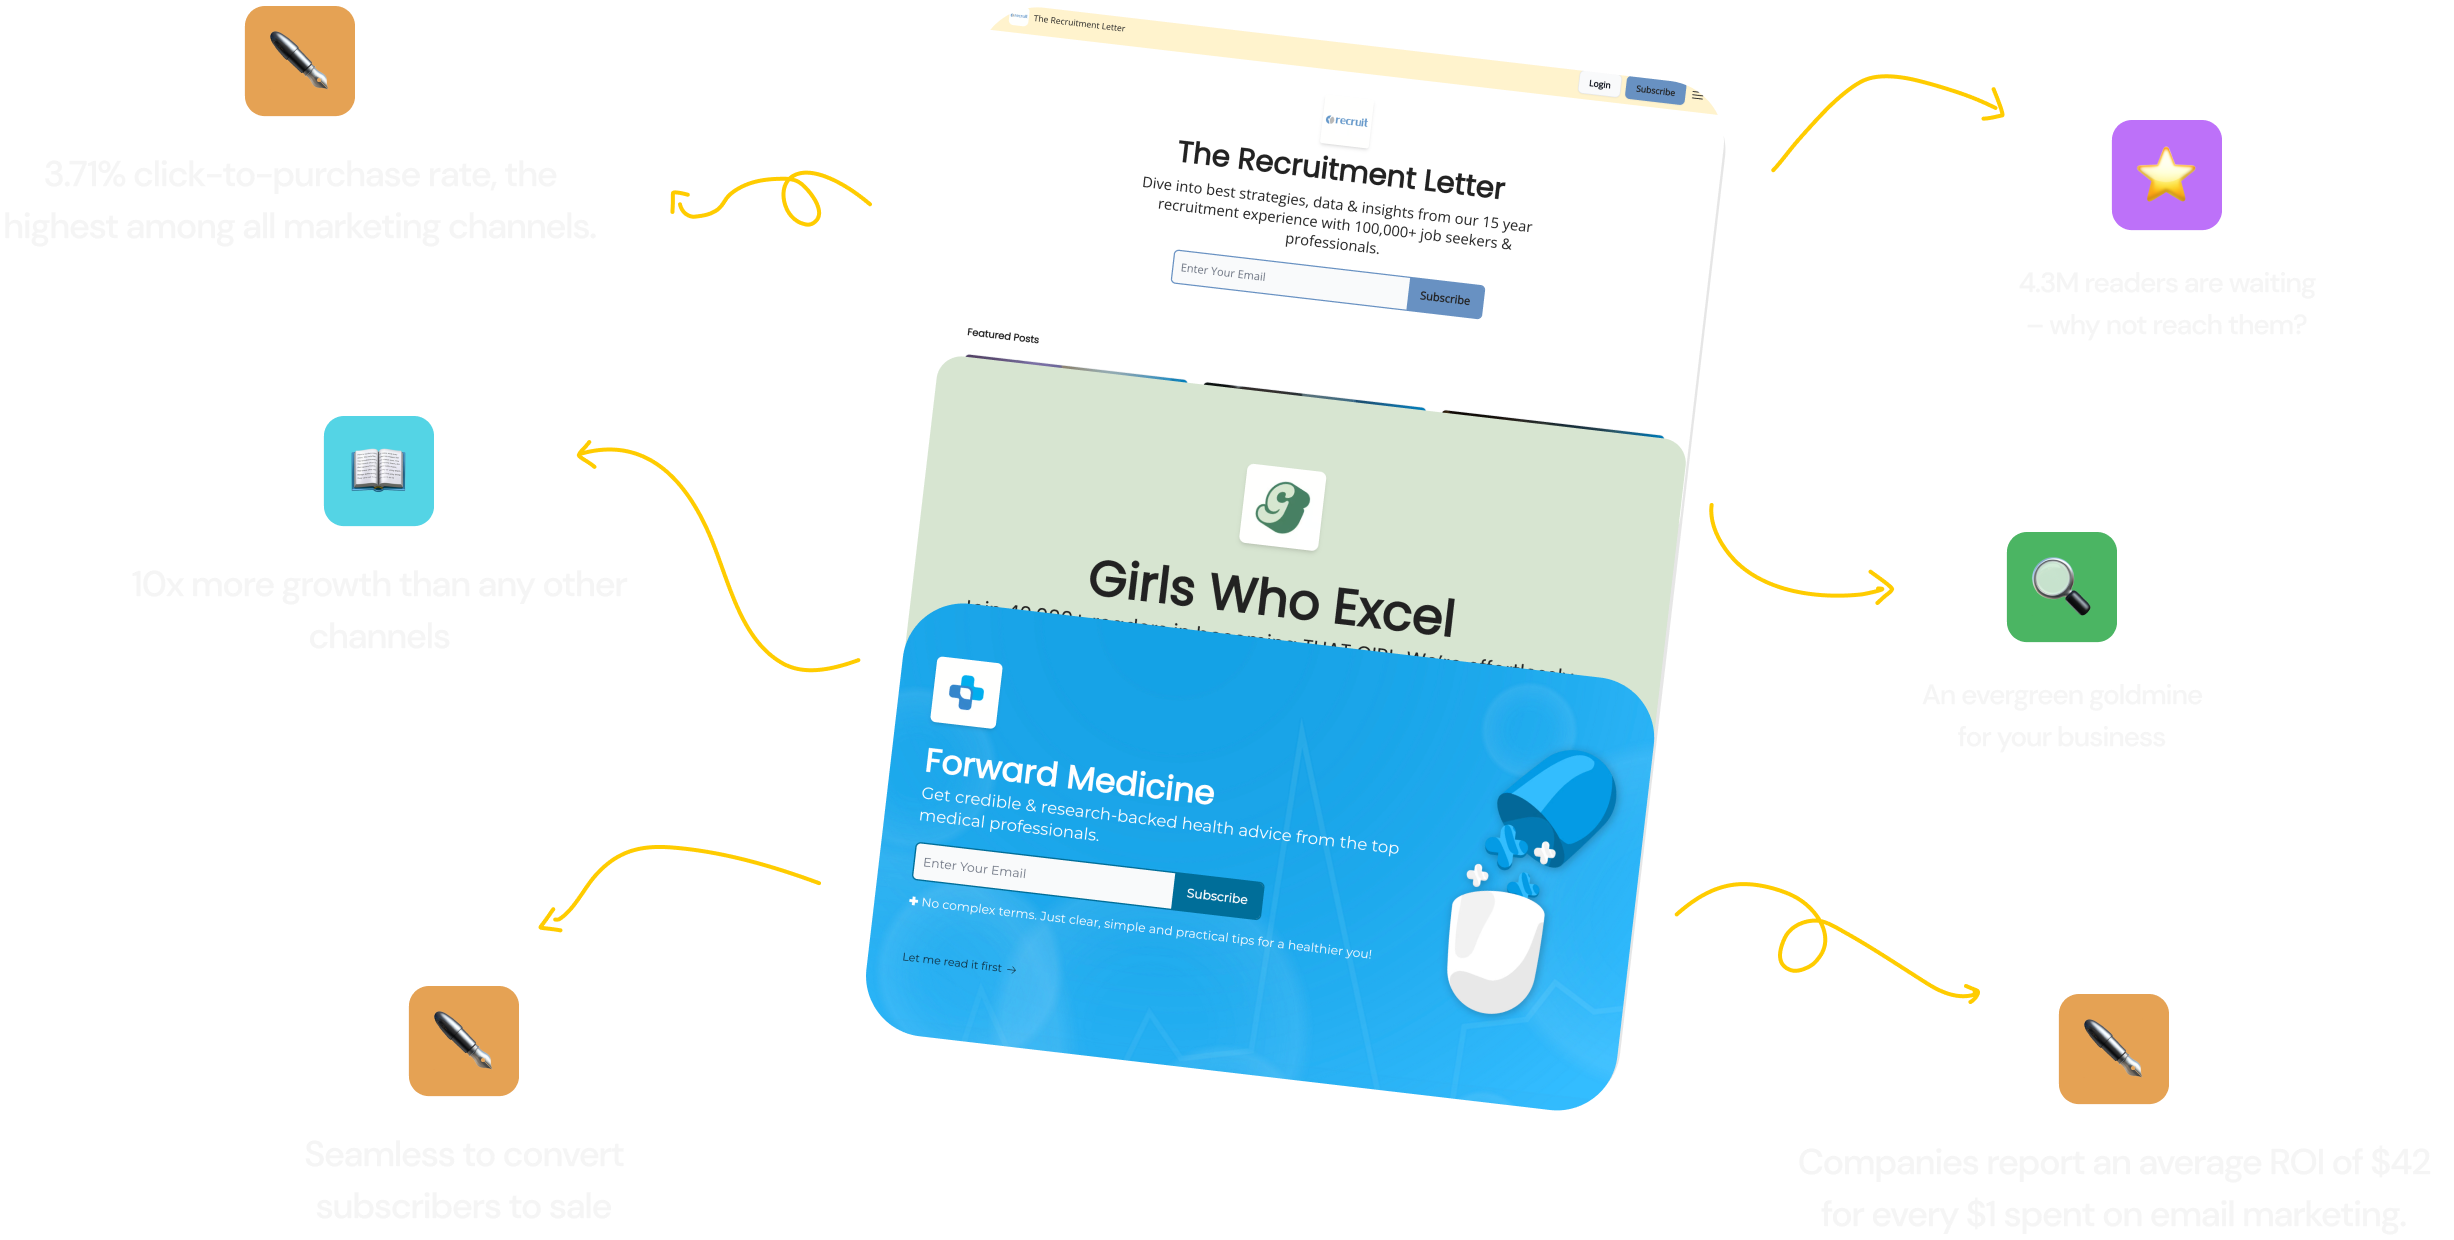 3.71% click-to-purchase rate, the
highest among all marketing channels.
10x more growth than any other
channels
Seamless to convert
subscribers to sale
The Recruitment Letter
Login
Subscribe
recruit
The Recruitment Letter
Dive into best strategies, data & insights from our 15 year
recruitment experience with 100,000+ job seekers &
professionals.
Enter Your Email
Subscribe
Featured Posts
G
Girls Who Excel
Join 40,000+ readers in becoming THAT GIRL. We're effortlessly
Forward Medicine
Get credible & research-backed health advice from the top
medical professionals.
Enter Your Email
Subscribe
No complex terms. Just clear, simple and practical tips for a healthier you!
Let me read it first →
4.3M readers are waiting
– why not reach them?
An evergreen goldmine
for your business
Companies report an average ROI of $42
for every $1 spent on email marketing.